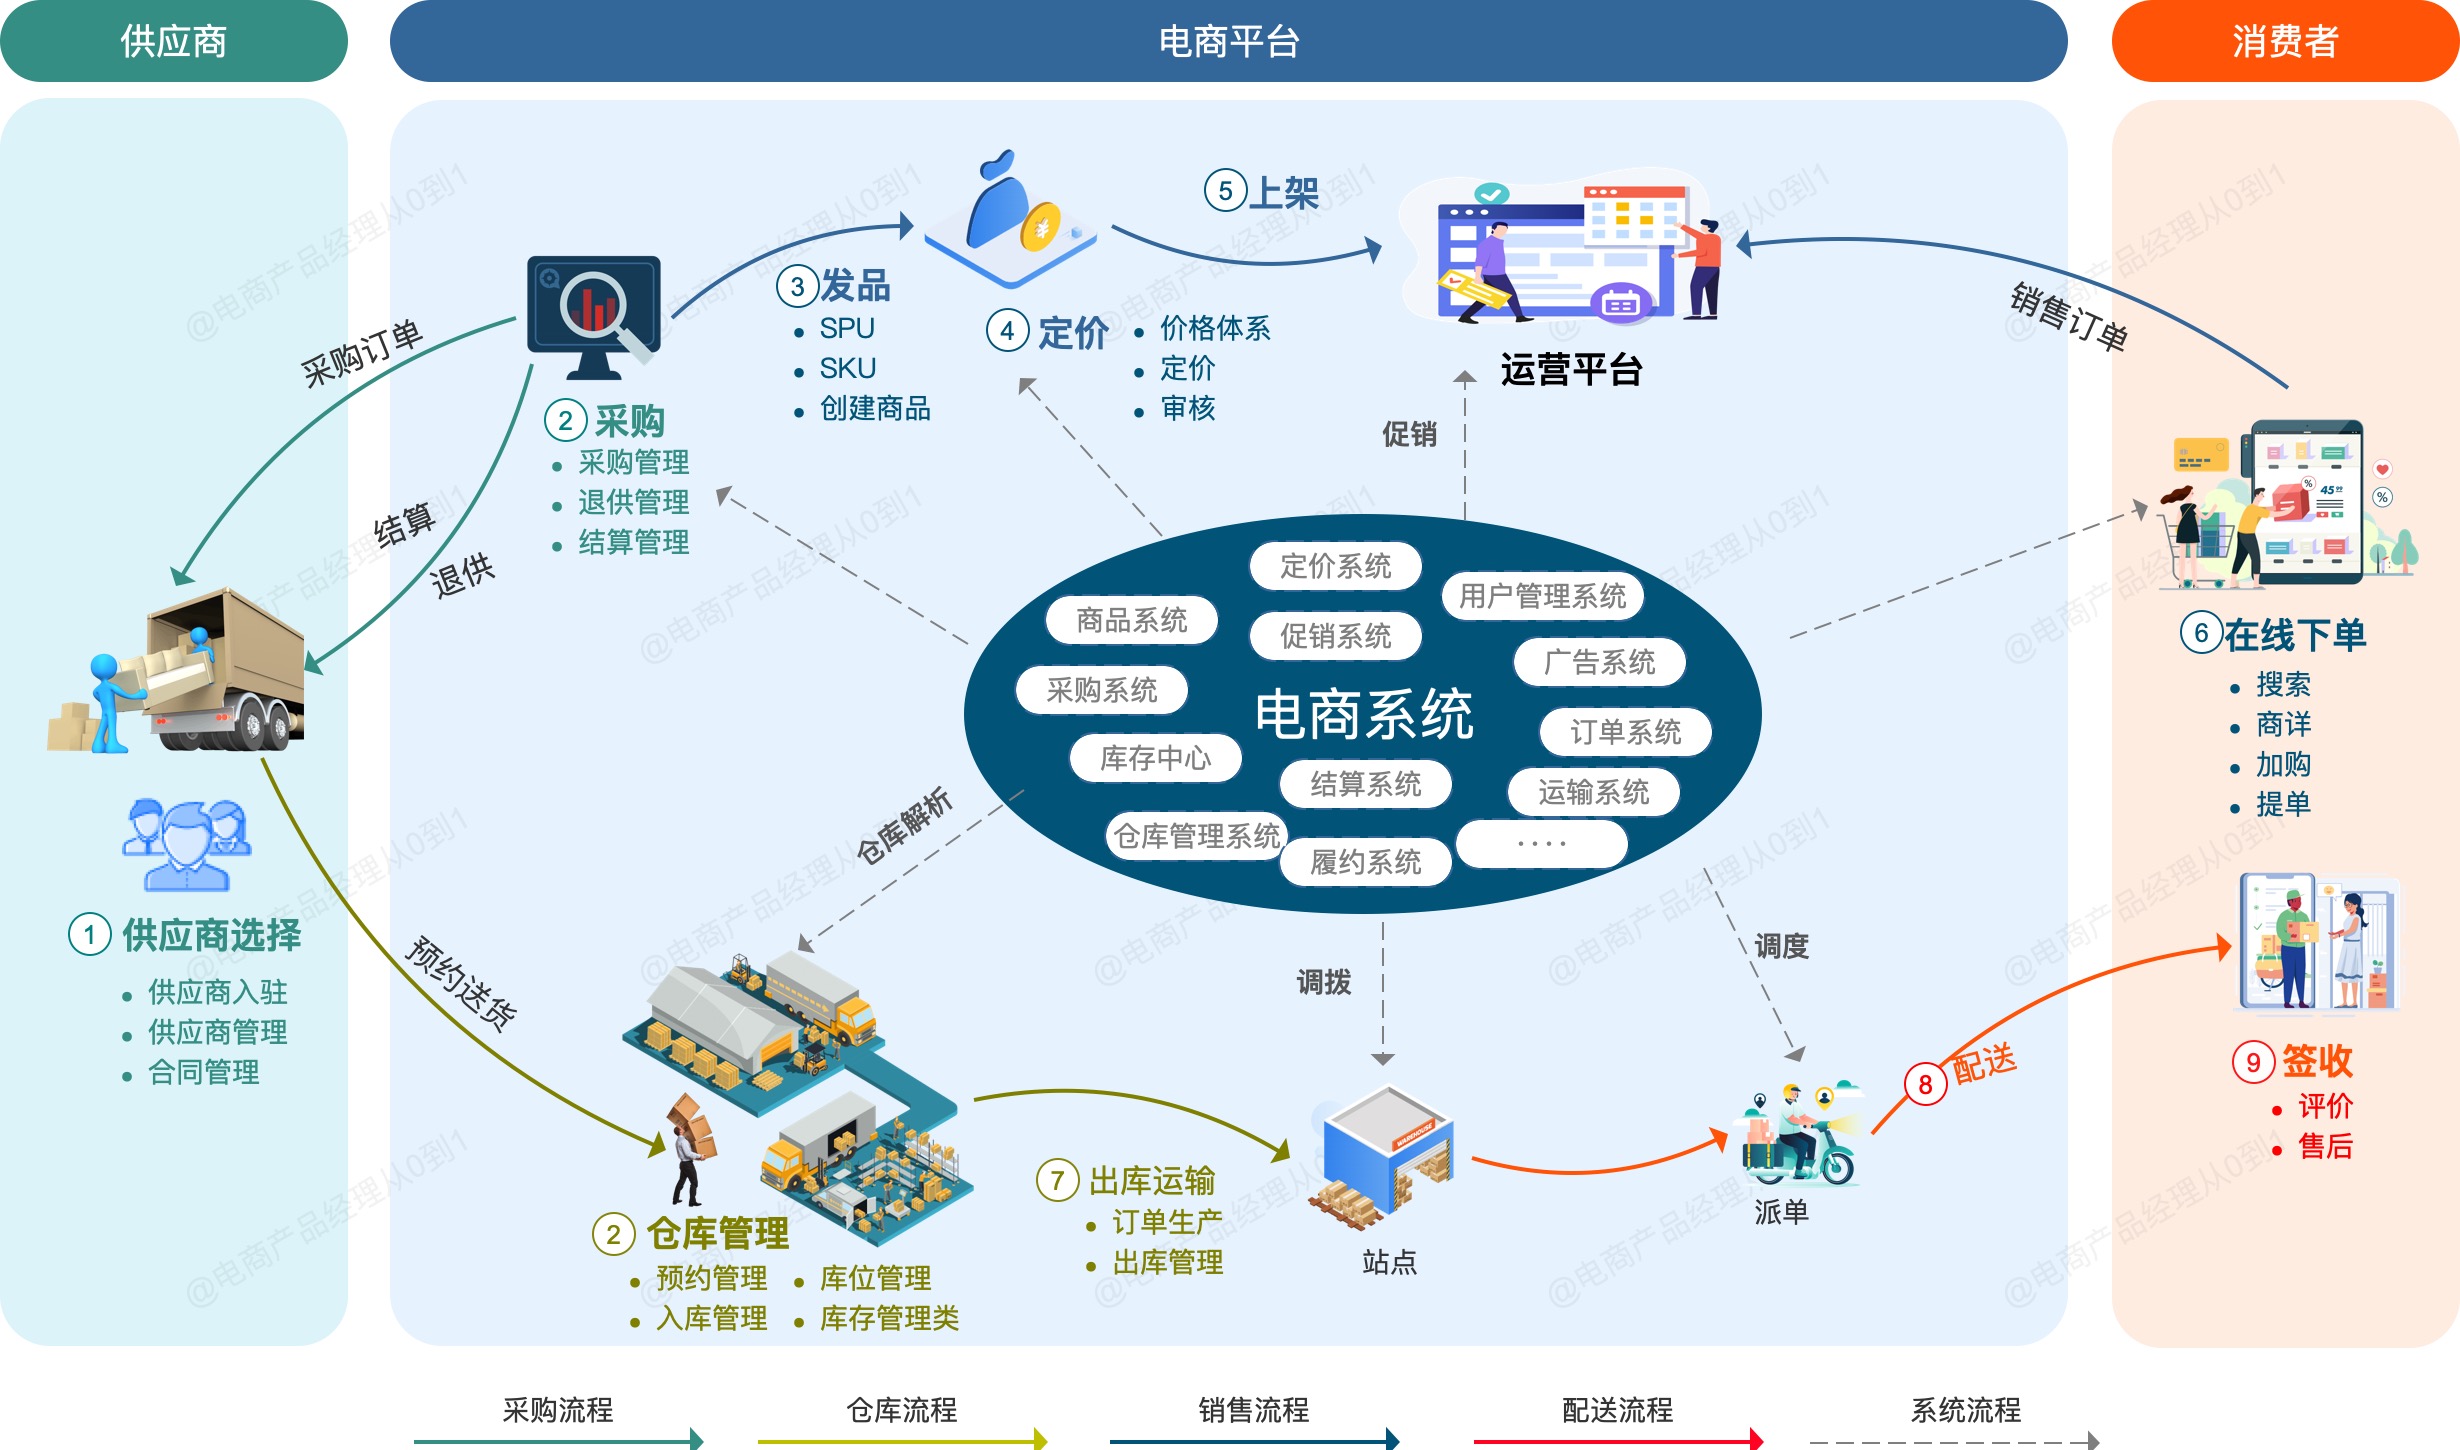 供应商
电商平台
消费者
采购订单
结算
退供
预约送货
① 供应商选择
• 供应商入驻
• 供应商管理
• 合同管理
② 采购
• 采购管理
• 退供管理
• 结算管理
③ 发品
• SPU
• SKU
• 创建商品
④ 定价
• 价格体系
• 定价
• 审核
⑤ 上架
运营平台
促销
销售订单
定价系统
用户管理系统
商品系统
促销系统
广告系统
采购系统
电商系统
订单系统
库存中心
结算系统
运输系统
仓库管理系统
履约系统
····
仓库解析
调拨
调度
② 仓库管理
• 预约管理
• 库位管理
• 入库管理
• 库存管理类
⑦ 出库运输
• 订单生产
• 出库管理
WAREHOUSE
站点
派单
⑧ 配送
45 99
%
%
⑥ 在线下单
• 搜索
• 商详
• 加购
• 提单
⑨ 签收
• 评价
• 售后
采购流程
仓库流程
销售流程
配送流程
系统流程
@电商产品经理从0到1